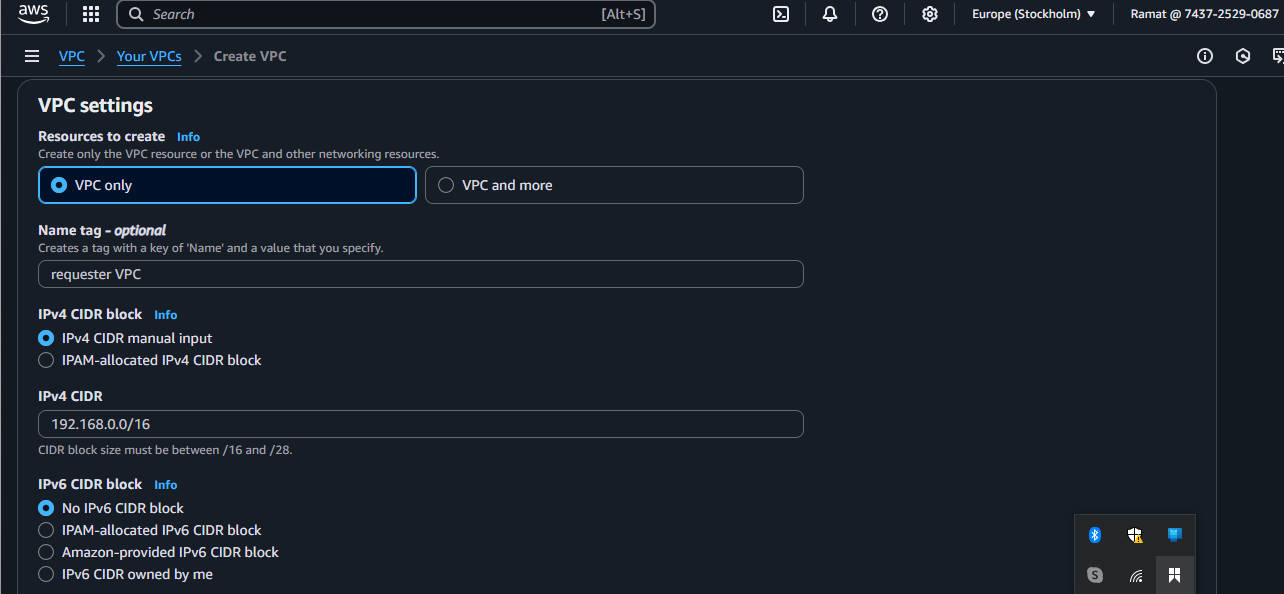 aws Search [Alt+S] Europe (Stockholm) Ramat @ 7437-2529-0687
VPC Your VPCs Create VPC
VPC settings
Resources to create Info
Create only the VPC resource or the VPC and other networking resources.
VPC only VPC and more
Name tag - optional
Creates a tag with a key of 'Name' and a value that you specify.
requester VPC
IPv4 CIDR block Info
IPv4 CIDR manual input
IPAM-allocated IPv4 CIDR block
IPv4 CIDR
192.168.0.0/16
CIDR block size must be between /16 and /28.
IPv6 CIDR block Info
No IPv6 CIDR block
IPAM-allocated IPv6 CIDR block
Amazon-provided IPv6 CIDR block
IPv6 CIDR owned by me